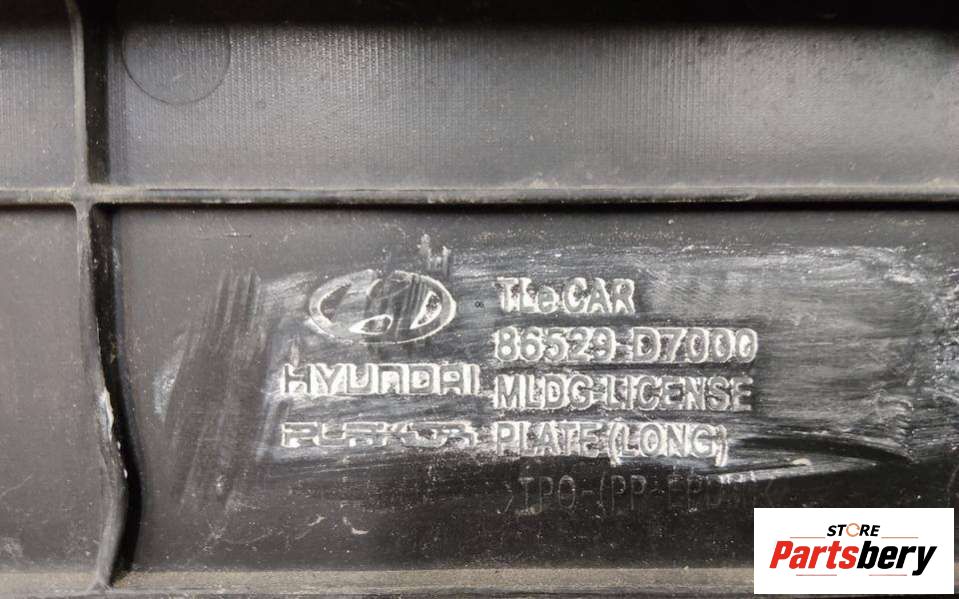 TLe CAR
86529-D7000
HYUNDAI
MLDG-LICENSE
PLATE(LONG)
STORE
Partsbery